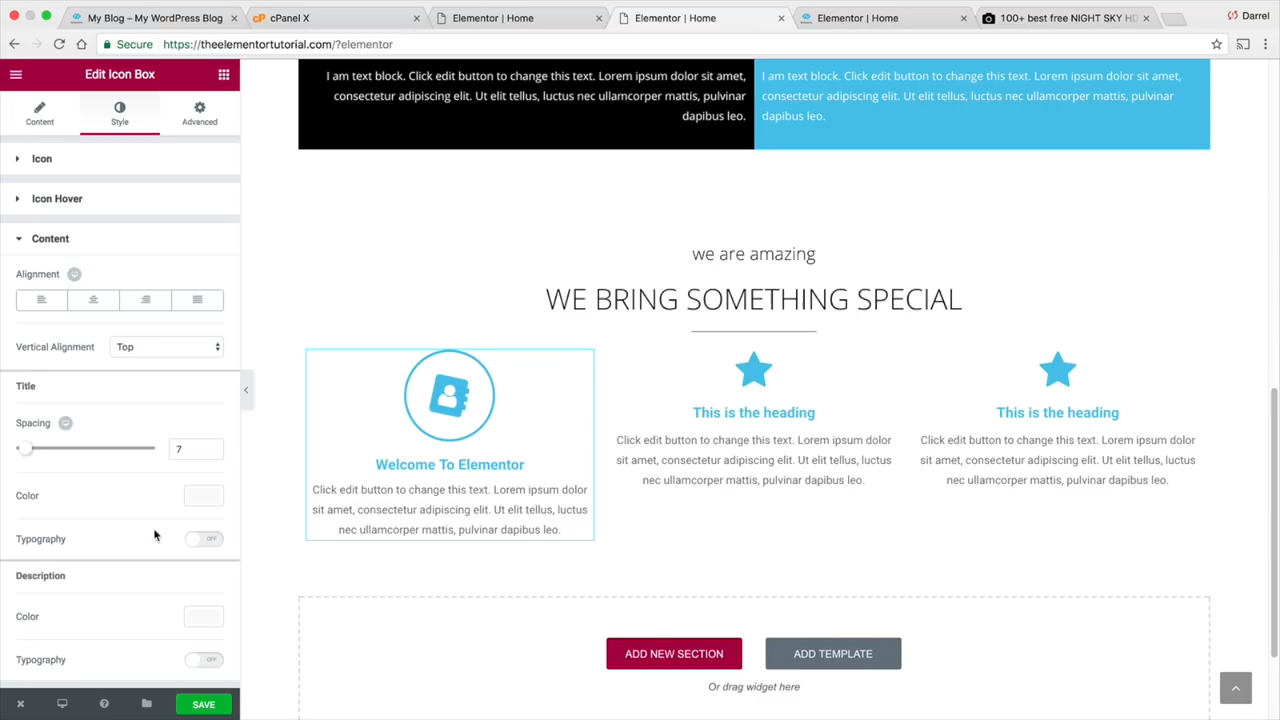 My Blog – My WordPress Blog
cPanel X
Elementor | Home
Elementor | Home
Elementor | Home
100+ best free NIGHT SKY HD
Darrel
Secure
https://theelementortutorial.com/?elementor
Edit Icon Box
Content
Style
Advanced
Icon
Icon Hover
Content
Alignment
Vertical Alignment
Top
Title
Spacing
7
Color
Typography
OFF
Description
Color
Typography
OFF
SAVE
I am text block. Click edit button to change this text. Lorem ipsum dolor sit amet,
consectetur adipiscing elit. Ut elit tellus, luctus nec ullamcorper mattis, pulvinar
dapibus leo.
I am text block. Click edit button to change this text. Lorem ipsum dolor sit amet,
consectetur adipiscing elit. Ut elit tellus, luctus nec ullamcorper mattis, pulvinar
dapibus leo.
we are amazing
WE BRING SOMETHING SPECIAL
Welcome To Elementor
Click edit button to change this text. Lorem ipsum dolor
sit amet, consectetur adipiscing elit. Ut elit tellus, luctus
nec ullamcorper mattis, pulvinar dapibus leo.
This is the heading
Click edit button to change this text. Lorem ipsum dolor
sit amet, consectetur adipiscing elit. Ut elit tellus, luctus
nec ullamcorper mattis, pulvinar dapibus leo.
This is the heading
Click edit button to change this text. Lorem ipsum dolor
sit amet, consectetur adipiscing elit. Ut elit tellus, luctus
nec ullamcorper mattis, pulvinar dapibus leo.
ADD NEW SECTION
ADD TEMPLATE
Or drag widget here